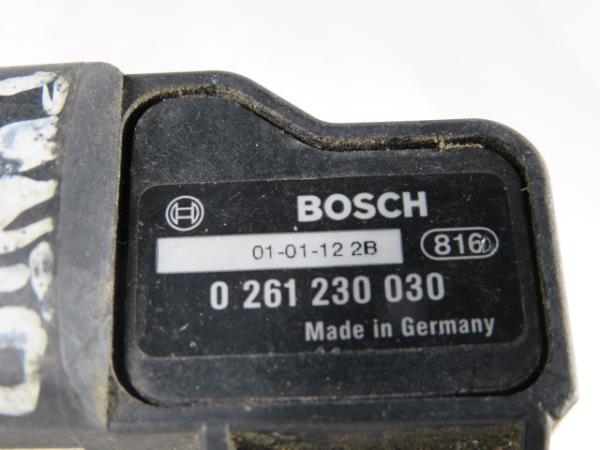 BOSCH
01-01-12 2B
816
0 261 230 030
Made in Germany